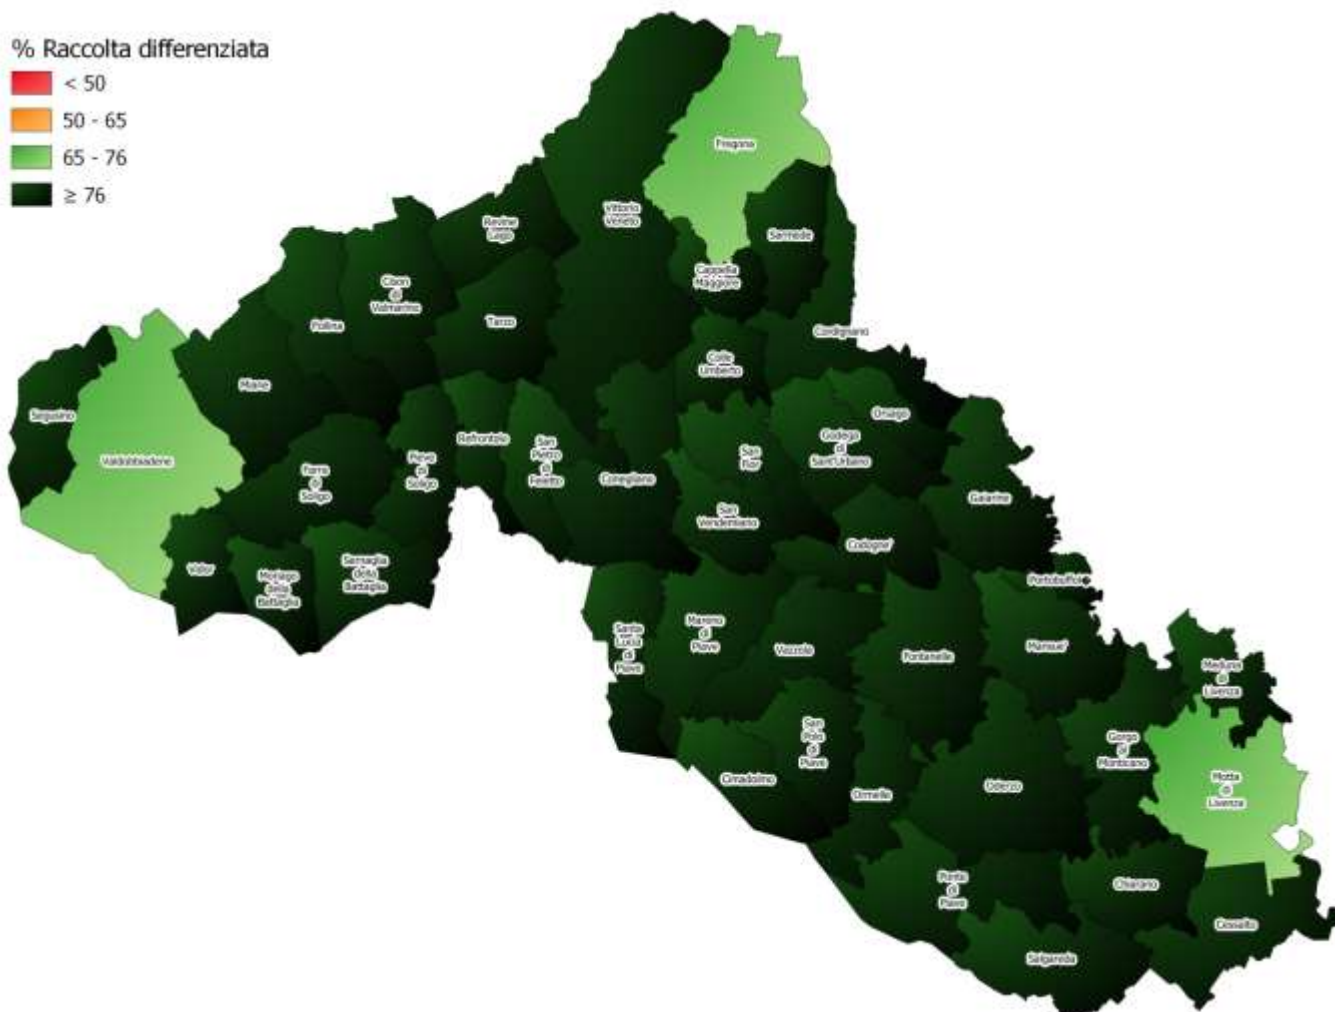 % Raccolta differenziata
< 50
50 - 65
65 - 76
≥ 76
Fregona
Vittorio
Veneto
Revine
Lago
Sarmede
Cappella
Maggiore
Cison
di
Valmarino
Follina
Tarzo
Cordignano
Colle
Umberto
Miane
Segusino
Valdobbiadene
Orsago
Refrontolo
San
Pietro
di
Feletto
Godega
di
Sant'Urbano
San
Fior
Pieve
di
Soligo
Farra
di
Soligo
Conegliano
Gaiarine
San
Vendemiano
Codogne'
Vidor
Moriago
della
Battaglia
Sernaglia
della
Battaglia
Portobuffolè
Santa
Lucia
di
Piave
Mareno
di
Piave
Vazzola
Fontanelle
Mansue'
Meduna
di
Livenza
San
Polo
di
Piave
Gorgo
al
Monticano
Cimadolmo
Ormelle
Oderzo
Motta
di
Livenza
Ponte
di
Piave
Chiarano
Cessalto
Salgareda